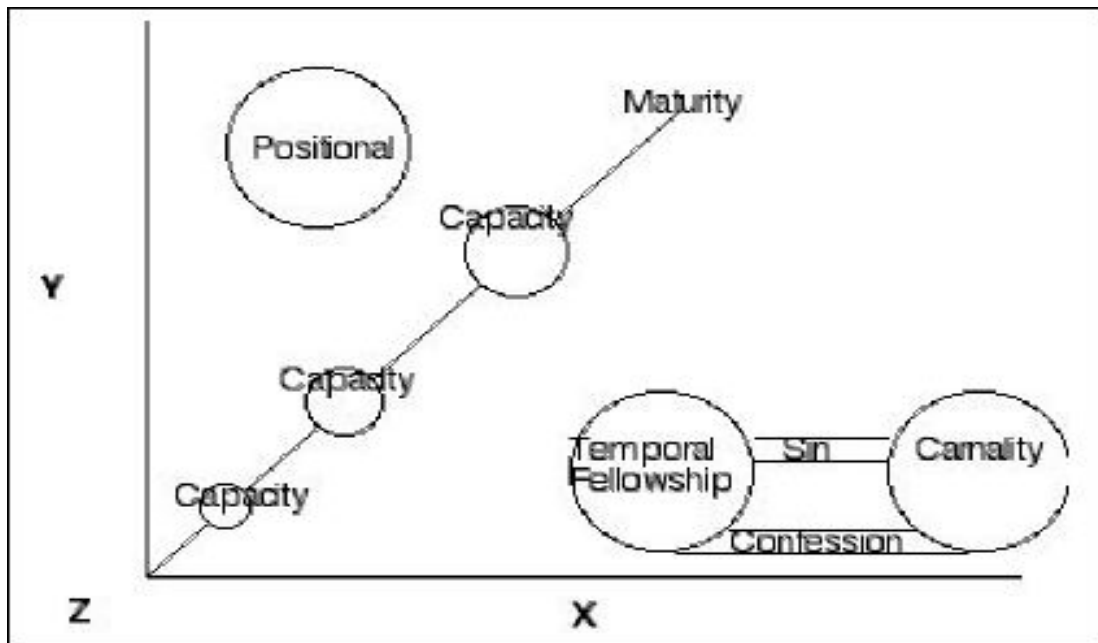 Maturity
Positional
Capacity
Y
Capacity
Temporal
Fellowship
Sin
Carnality
Capacity
Confession
Z
X